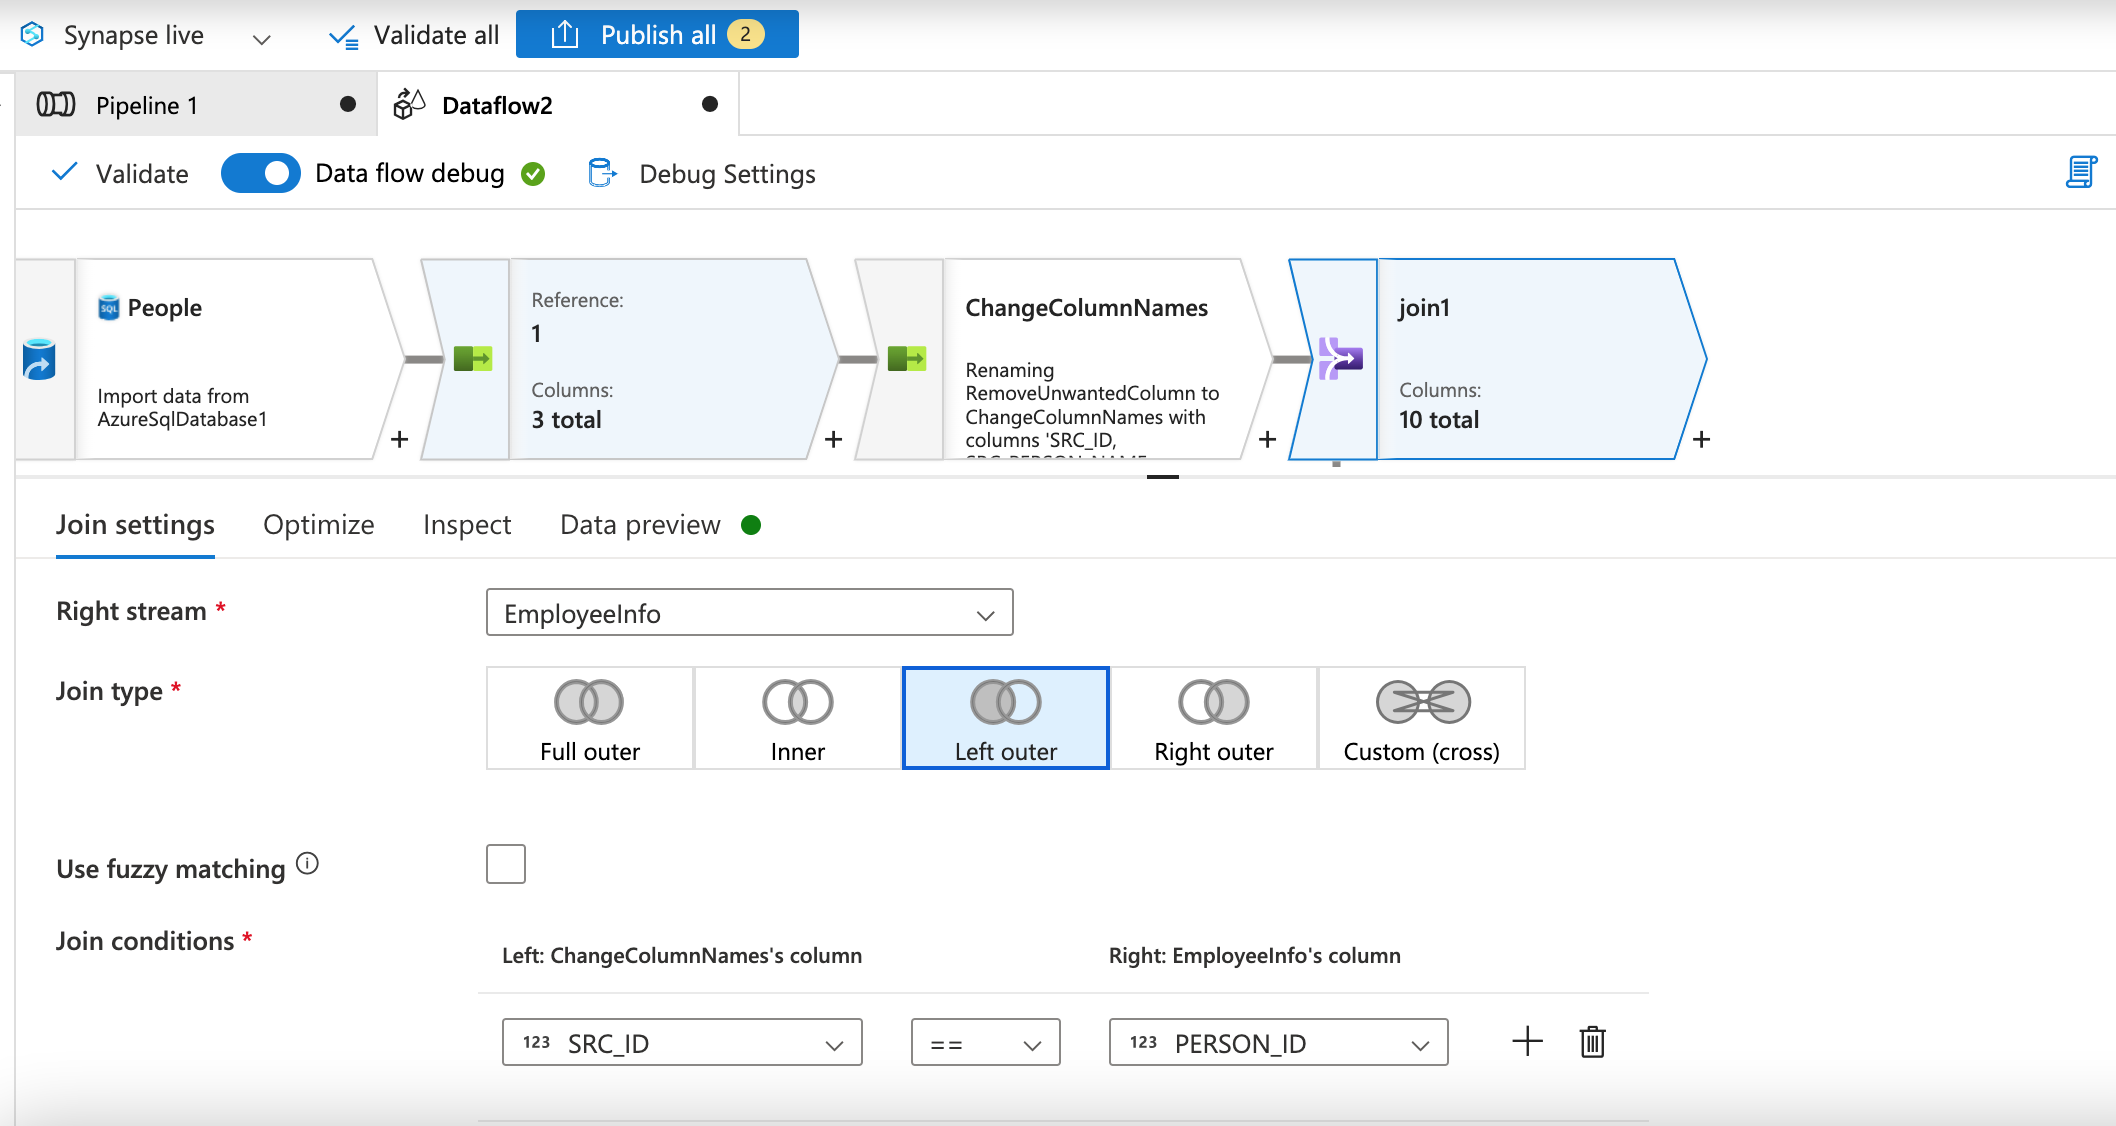 Synapse live
Validate all
Publish all 2
Pipeline 1
Dataflow2
Validate
Data flow debug
Debug Settings
SQL
People
Import data from
AzureSqlDatabase1
+
Reference:
1
Columns:
3 total
+
ChangeColumnNames
Renaming
RemoveUnwantedColumn to
ChangeColumnNames with
columns 'SRC_ID,
SRC_PERSON_NAME
+
join1
Columns:
10 total
+
Join settings
Optimize
Inspect
Data preview
Right stream *
EmployeeInfo
Join type *
Full outer
Inner
Left outer
Right outer
Custom (cross)
Use fuzzy matching
Join conditions *
Left: ChangeColumnNames's column
Right: EmployeeInfo's column
123 SRC_ID
==
123 PERSON_ID